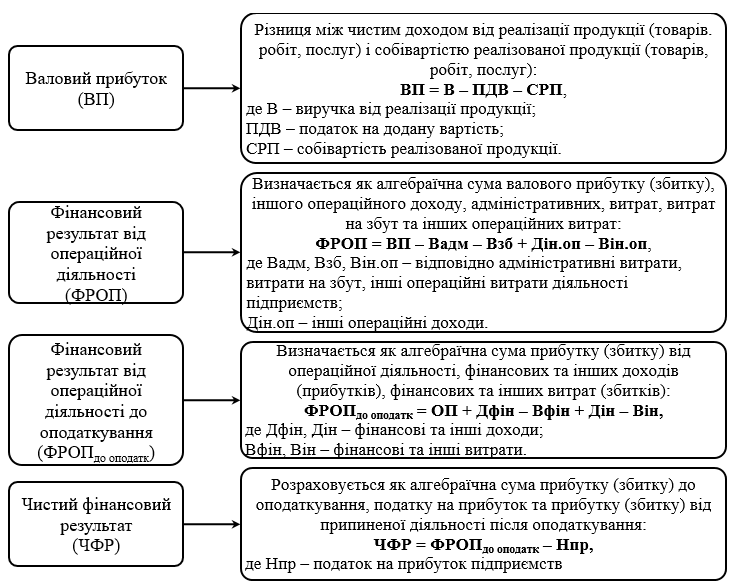 Валовий прибуток
(ВП)
Різниця між чистим доходом від реалізації продукції (товарів.
робіт, послуг) і собівартістю реалізованої продукції (товарів,
робіт, послуг):
ВП = В – ПДВ – СРП,
де В – виручка від реалізації продукції;
ПДВ – податок на додану вартість;
СРП – собівартість реалізованої продукції.
Фінансовий
результат від
операційної
діяльності
(ФРОП)
Визначається як алгебраїчна сума валового прибутку (збитку),
іншого операційного доходу, адміністративних, витрат, витрат
на збут та інших операційних витрат:
ФРОП = ВП – Вадм – Взб + Дін.оп – Він.оп,
де Вадм, Взб, Він.оп – відповідно адміністративні витрати,
витрати на збут, інші операційні витрати діяльності
підприємств;
Дін.оп – інші операційні доходи.
Фінансовий
результат від
операційної
діяльності до
оподаткування
(ФРОПдо оподатк)
Визначається як алгебраїчна сума прибутку (збитку) від
операційної діяльності, фінансових та інших доходів
(прибутків), фінансових та інших витрат (збитків):
ФРОПдо оподатк = ОП + Дфін – Вфін + Дін – Він,
де Дфін, Дін – фінансові та інші доходи;
Вфін, Він – фінансові та інші витрати.
Чистий фінансовий
результат
(ЧФР)
Розраховується як алгебраїчна сума прибутку (збитку) до
оподаткування, податку на прибуток та прибутку (збитку) від
припиненої діяльності після оподаткування:
ЧФР = ФРОПдо оподатк – Нпр,
де Нпр – податок на прибуток підприємств